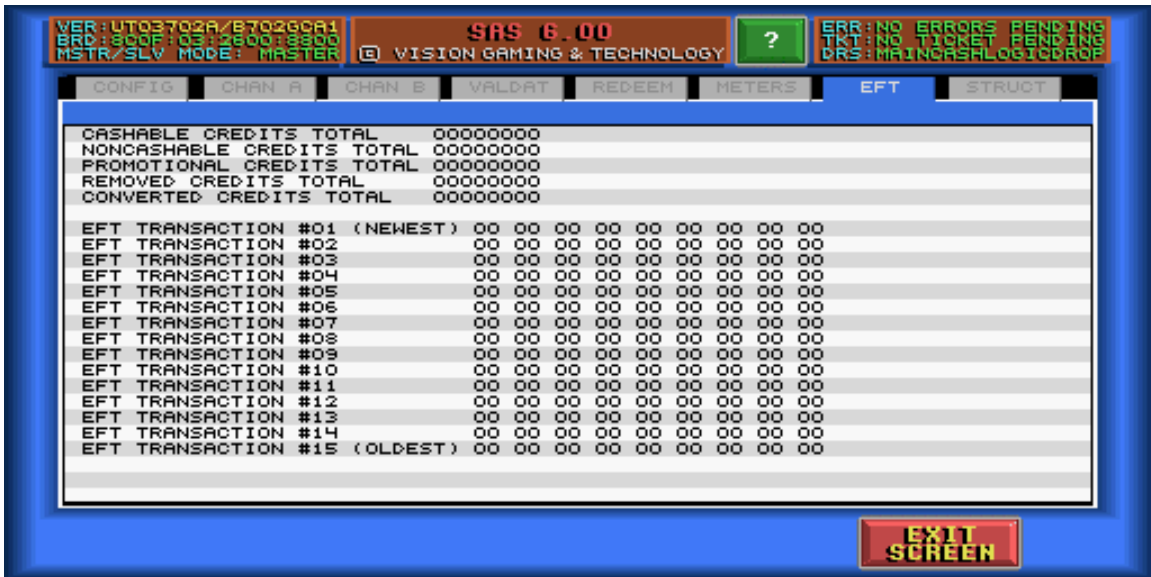 VER:UT03702A/B702GCA1
BRD:800F:03:2600:8800
MSTR/SLV MODE: MASTER
SAS 6.00
© VISION GAMING & TECHNOLOGY
?
ERR:NO ERRORS PENDING
TKT:NO TICKET PENDING
DRS:MAINCASHLOGICDROP
CONFIG CHAN A CHAN B VALDAT REDEEM METERS EFT STRUCT
CASHABLE CREDITS TOTAL 00000000
NONCASHABLE CREDITS TOTAL 00000000
PROMOTIONAL CREDITS TOTAL 00000000
REMOVED CREDITS TOTAL 00000000
CONVERTED CREDITS TOTAL 00000000
EFT TRANSACTION #01 (NEWEST) 00 00 00 00 00 00 00 00 00
EFT TRANSACTION #02 00 00 00 00 00 00 00 00 00
EFT TRANSACTION #03 00 00 00 00 00 00 00 00 00
EFT TRANSACTION #04 00 00 00 00 00 00 00 00 00
EFT TRANSACTION #05 00 00 00 00 00 00 00 00 00
EFT TRANSACTION #06 00 00 00 00 00 00 00 00 00
EFT TRANSACTION #07 00 00 00 00 00 00 00 00 00
EFT TRANSACTION #08 00 00 00 00 00 00 00 00 00
EFT TRANSACTION #09 00 00 00 00 00 00 00 00 00
EFT TRANSACTION #10 00 00 00 00 00 00 00 00 00
EFT TRANSACTION #11 00 00 00 00 00 00 00 00 00
EFT TRANSACTION #12 00 00 00 00 00 00 00 00 00
EFT TRANSACTION #13 00 00 00 00 00 00 00 00 00
EFT TRANSACTION #14 00 00 00 00 00 00 00 00 00
EFT TRANSACTION #15 (OLDEST) 00 00 00 00 00 00 00 00 00
EXIT
SCREEN